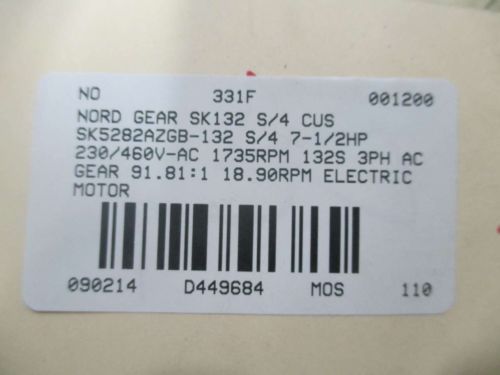 NO 331F 001200
NORD GEAR SK132 S/4 CUS
SK5282AZGB-132 S/4 7-1/2HP
230/460V-AC 1735RPM 132S 3PH AC
GEAR 91.81:1 18.90RPM ELECTRIC
MOTOR
090214 D449684 MOS 110